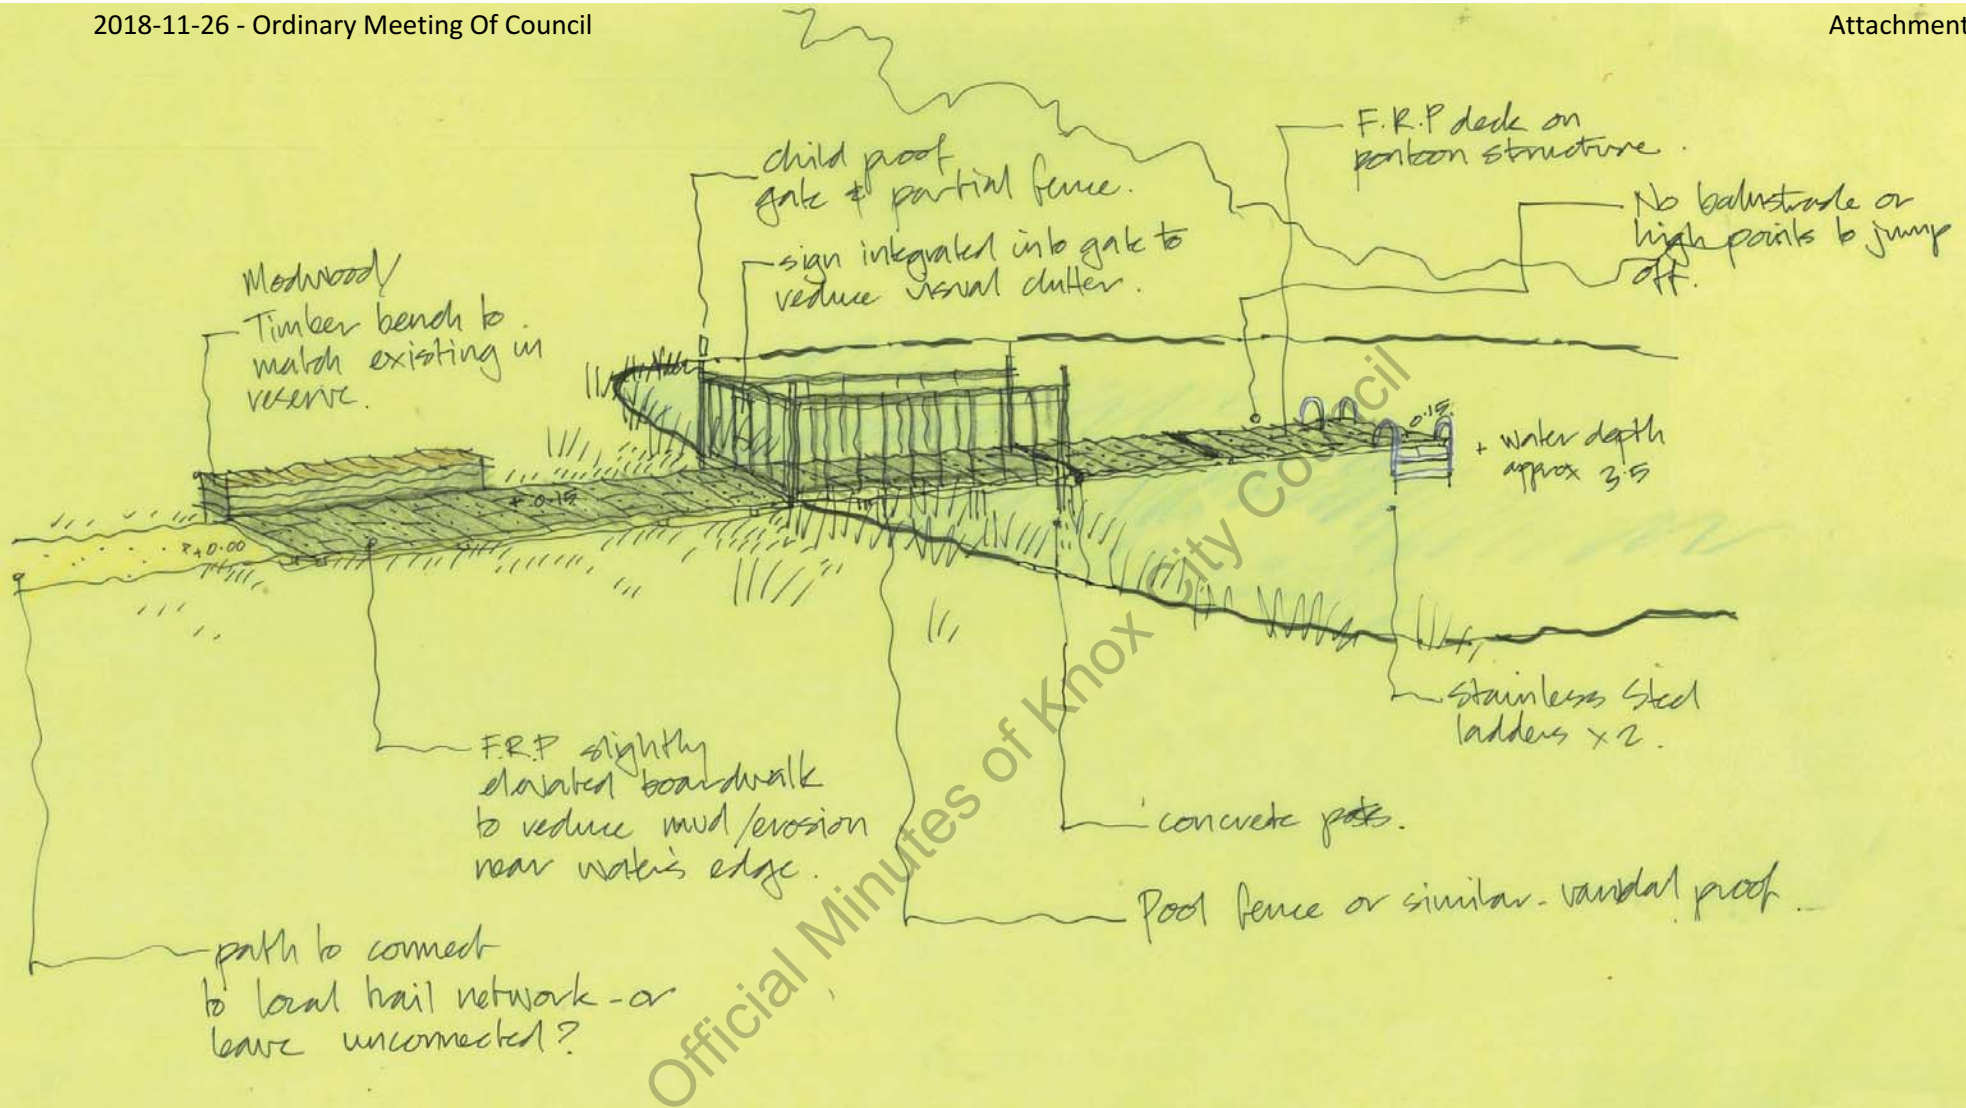 2018-11-26 - Ordinary Meeting Of Council
Attachment
F.R.P deck on
pontoon structure.
child proof
gate & partial fence.
No balustrade or
high points to jump
off.
sign integrated into gate to
reduce visual clutter.
Modwood/
Timber bench to
match existing in
reserve.
0.15
+ water depth
approx 3.5
+ 0.15
+0.00
Stainless Steel
ladders x 2.
F.R.P slightly
elevated boardwalk
to reduce mud/erosion
near water's edge.
concrete posts.
Pool fence or similar - vandal proof.
path to connect
to local trail network - or
leave unconnected?
Official Minutes of Knox City Council